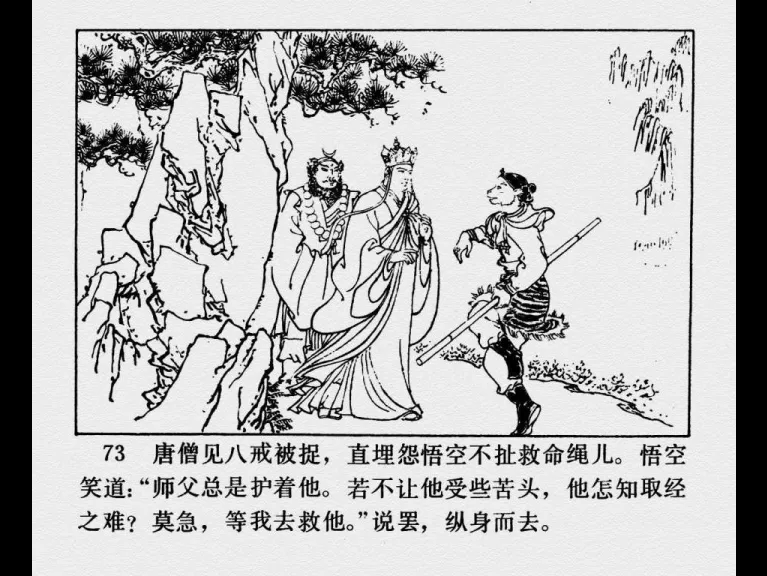 73 唐僧见八戒被捉，直埋怨悟空不扯救命绳儿。悟空
笑道：“师父总是护着他。若不让他受些苦头，他怎知取经
之难？莫急，等我去救他。”说罢，纵身而去。